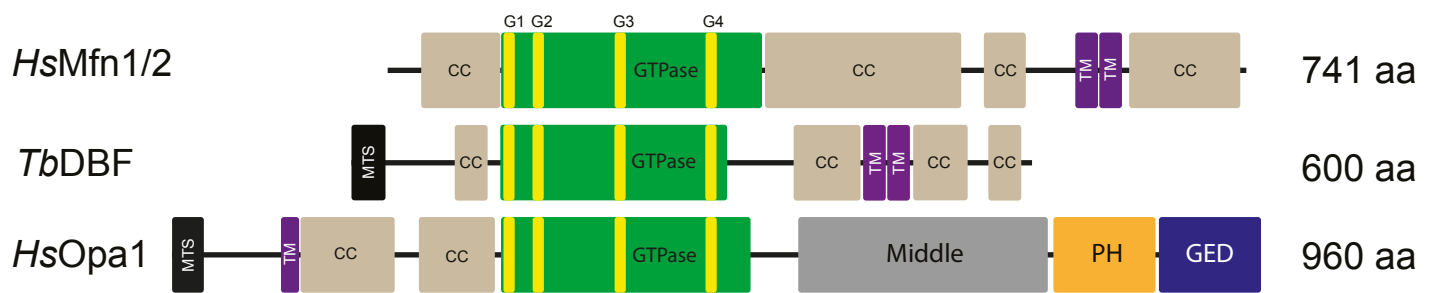 G1 G2 G3 G4
HsMfn1/2 CC GTPase CC CC TM TM CC 741 aa
TbDBF MTS CC GTPase CC TM TM CC CC 600 aa
HsOpa1 MTS TM CC CC GTPase Middle PH GED 960 aa